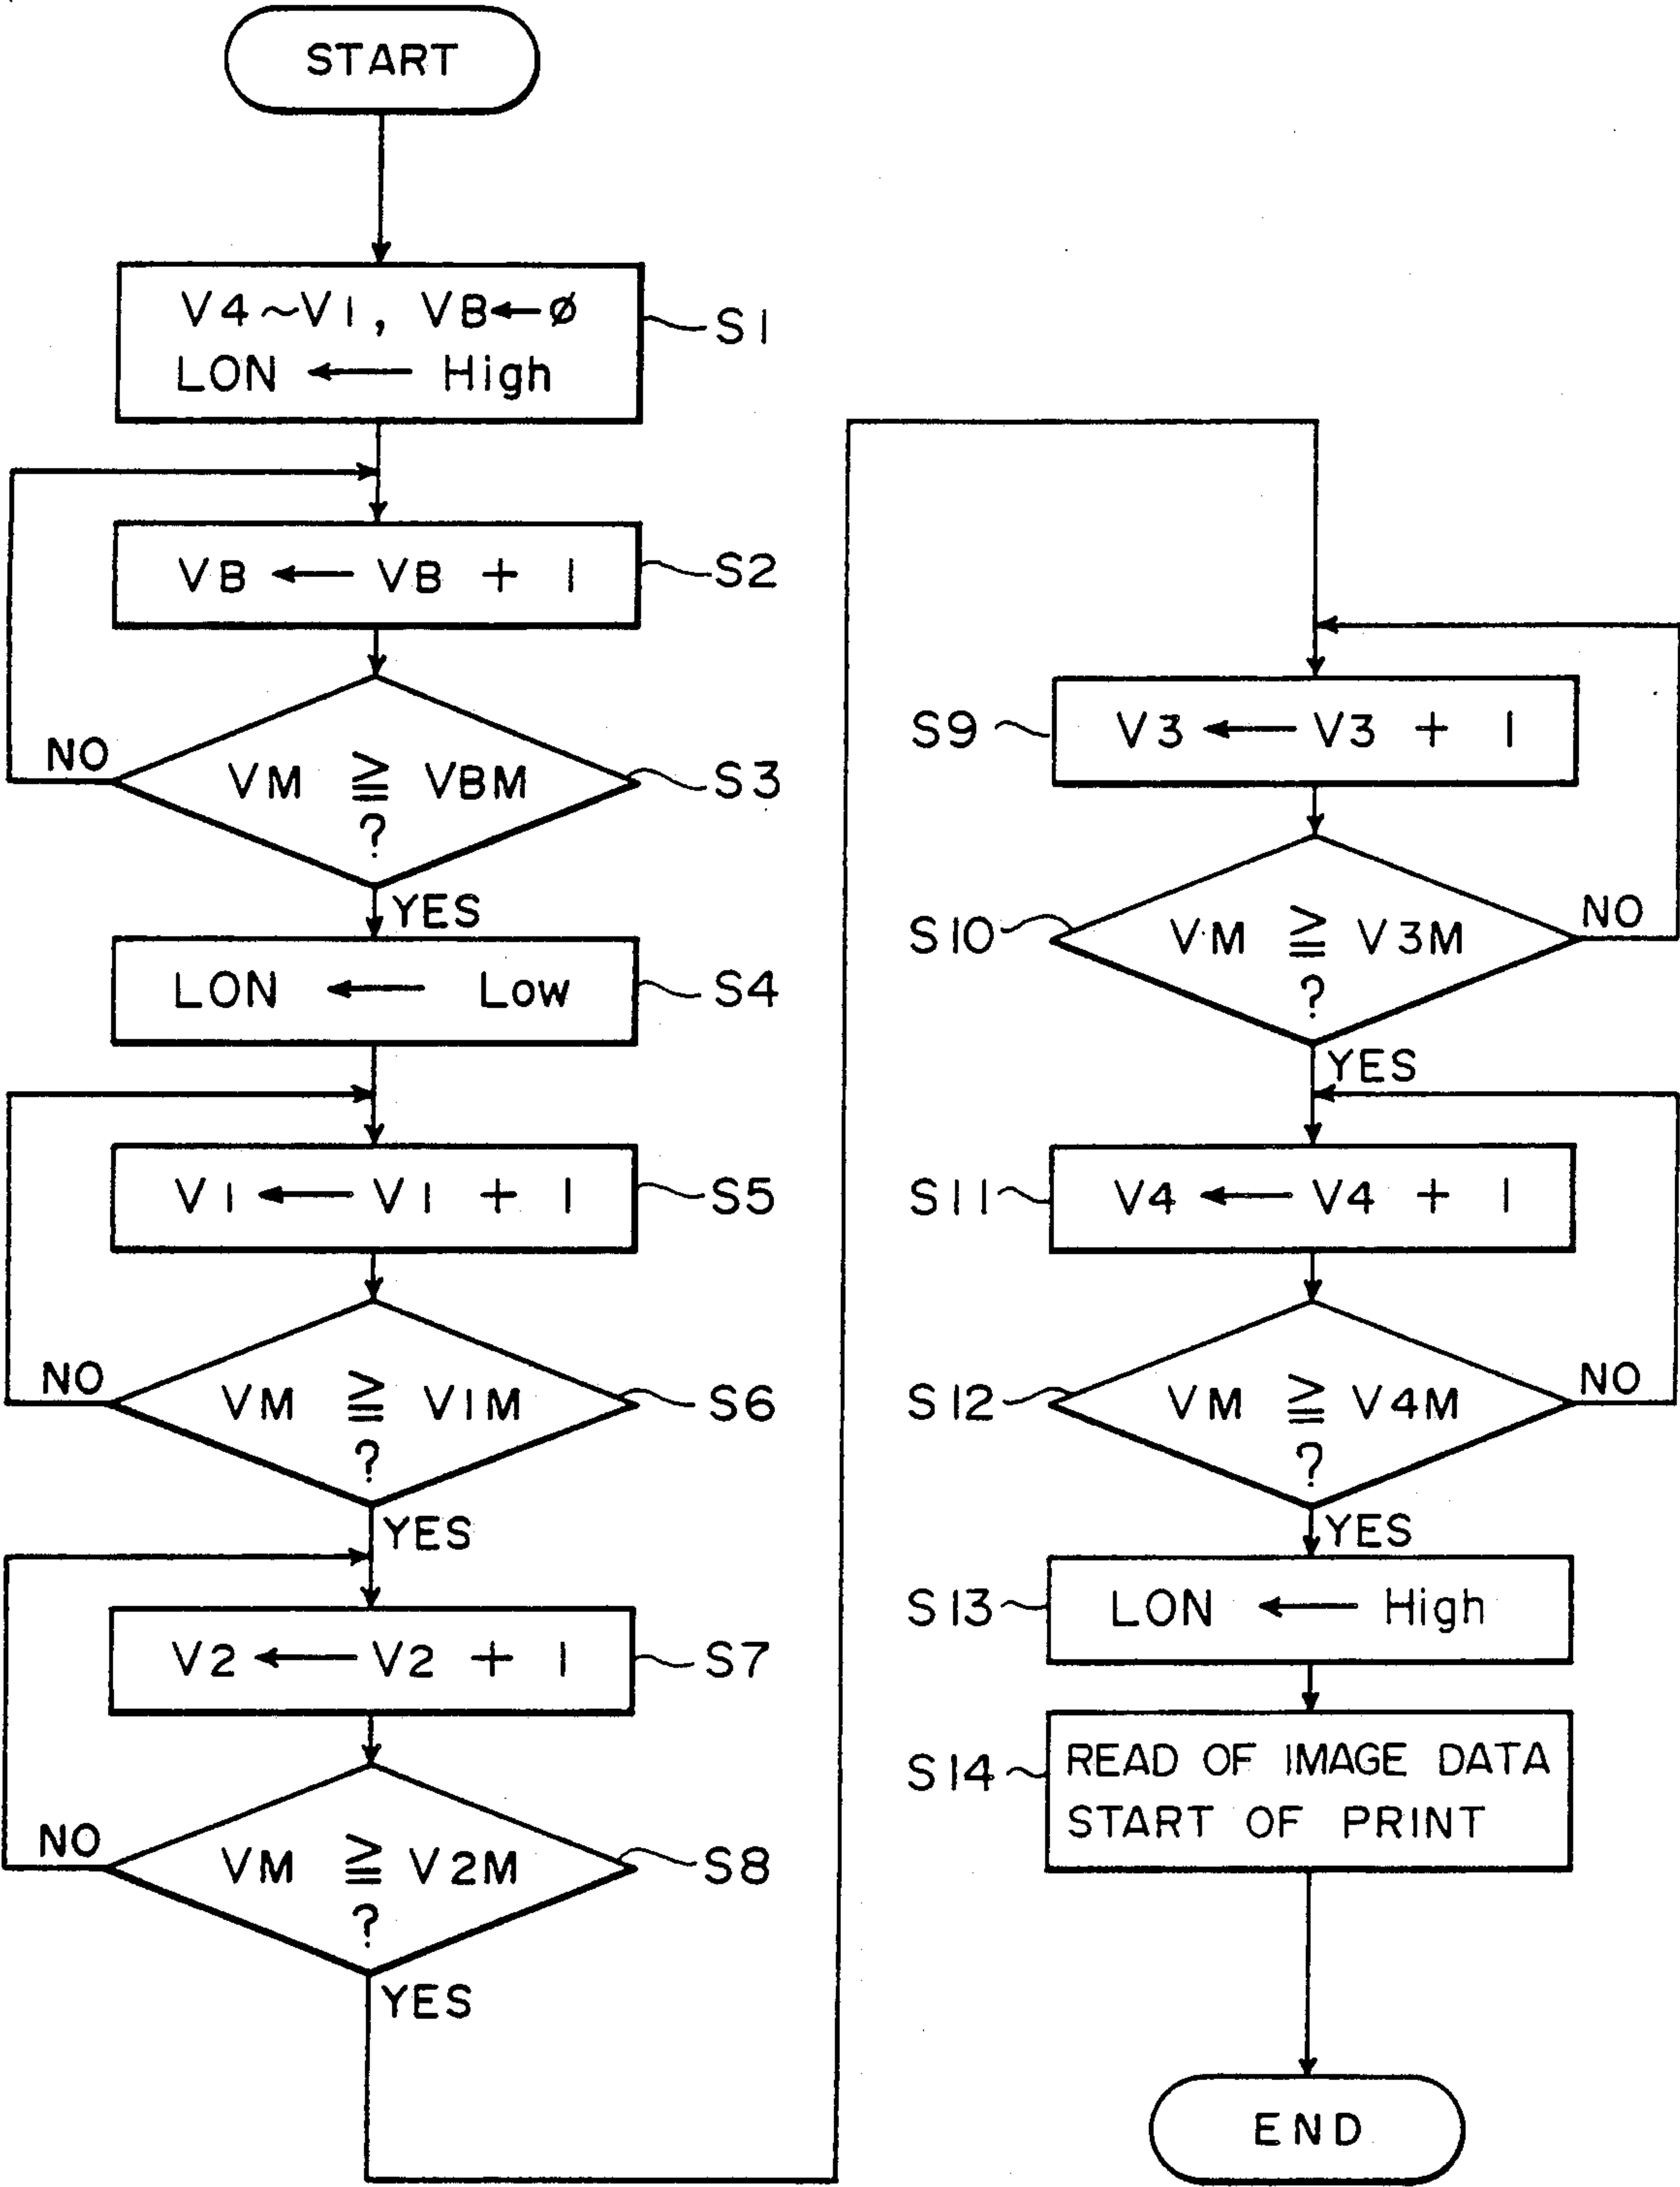 START
V4~V1, VB←ø
LON ← High
S1
VB ← VB + 1
S2
NO
VM ≧ VBM
?
S3
YES
LON ← Low
S4
V1 ← V1 + 1
S5
NO
VM ≧ V1M
?
S6
YES
V2 ← V2 + 1
S7
NO
VM ≧ V2M
?
S8
YES
S9
V3 ← V3 + 1
S10
VM ≧ V3M
?
NO
YES
S11
V4 ← V4 + 1
S12
VM ≧ V4M
?
NO
YES
S13
LON ← High
S14
READ OF IMAGE DATA
START OF PRINT
END